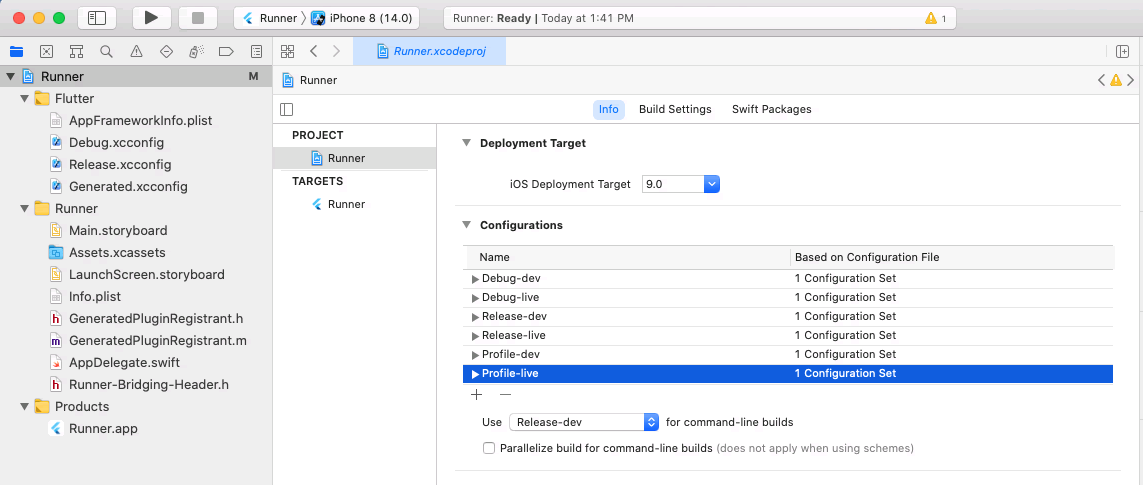 Runner
iPhone 8 (14.0)
Runner: Ready | Today at 1:41 PM
1
Runner.xcodeproj
Runner M
Flutter
AppFrameworkInfo.plist
Debug.xcconfig
Release.xcconfig
Generated.xcconfig
Runner
Main.storyboard
Assets.xcassets
LaunchScreen.storyboard
Info.plist
h GeneratedPluginRegistrant.h
m GeneratedPluginRegistrant.m
AppDelegate.swift
h Runner-Bridging-Header.h
Products
Runner.app
Runner
Info Build Settings Swift Packages
PROJECT
Runner
TARGETS
Runner
Deployment Target
iOS Deployment Target 9.0
Configurations
Name Based on Configuration File
Debug-dev 1 Configuration Set
Debug-live 1 Configuration Set
Release-dev 1 Configuration Set
Release-live 1 Configuration Set
Profile-dev 1 Configuration Set
Profile-live 1 Configuration Set
Use Release-dev for command-line builds
Parallelize build for command-line builds (does not apply when using schemes)